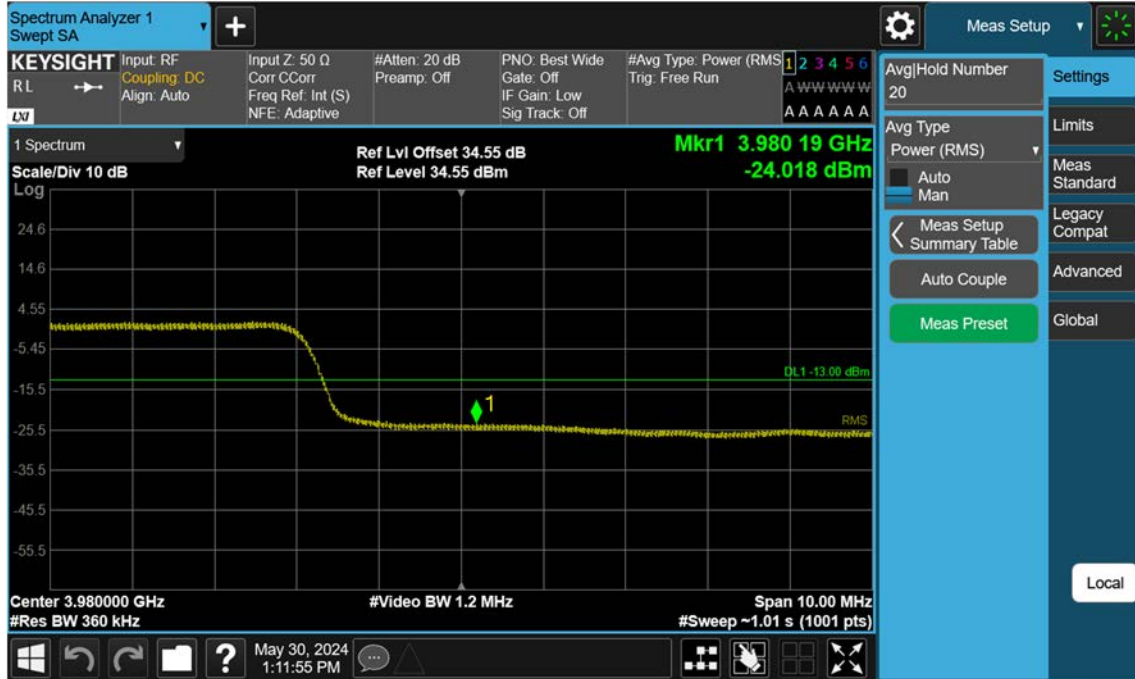 Spectrum Analyzer 1
Swept SA
+
Meas Setup
KEYSIGHT
R L
LXI
Input: RF
Coupling: DC
Align: Auto
Input Z: 50 Ω
Corr CCorr
Freq Ref: Int (S)
NFE: Adaptive
#Atten: 20 dB
Preamp: Off
PNO: Best Wide
Gate: Off
IF Gain: Low
Sig Track: Off
#Avg Type: Power (RMS
Trig: Free Run
1 2 3 4 5 6
A W W W W W
A A A A A A
1 Spectrum
Scale/Div 10 dB
Ref Lvl Offset 34.55 dB
Ref Level 34.55 dBm
Mkr1 3.980 19 GHz
-24.018 dBm
Log
24.6
14.6
4.55
-5.45
-15.5
-25.5
-35.5
-45.5
-55.5
DL1 -13.00 dBm
1
RMS
Center 3.980000 GHz
#Res BW 360 kHz
#Video BW 1.2 MHz
Span 10.00 MHz
#Sweep ~1.01 s (1001 pts)
?
May 30, 2024
1:11:55 PM
Avg|Hold Number
20
Avg Type
Power (RMS)
Auto
Man
Meas Setup
Summary Table
Auto Couple
Meas Preset
Settings
Limits
Meas
Standard
Legacy
Compat
Advanced
Global
Local